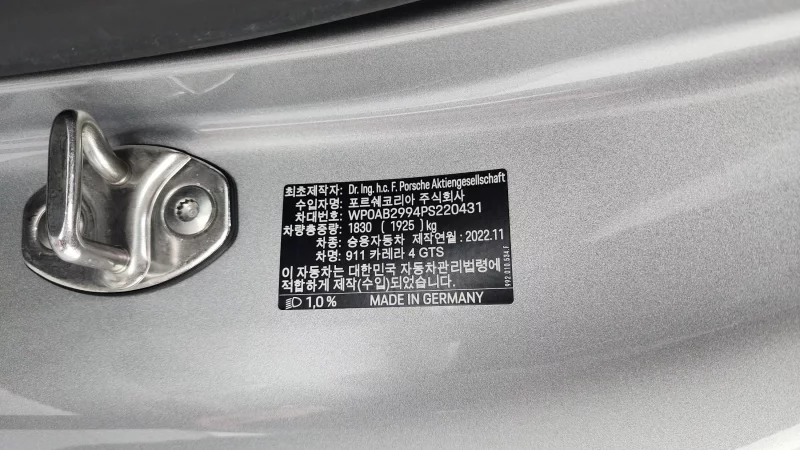 최초제작자: Dr. Ing. h.c. F. Porsche Aktiengesellschaft
수입자명: 포르쉐코리아 주식회사
차대번호: WP0AB2994PS220431
차량총중량: 1830 ( 1925 ) kg
차종: 승용자동차 제작연월: 2022.11
차명: 911 카레라 4 GTS
이 자동차는 대한민국 자동차관리법령에
적합하게 제작(수입)되었습니다.
1,0 % MADE IN GERMANY
992.010.534.F